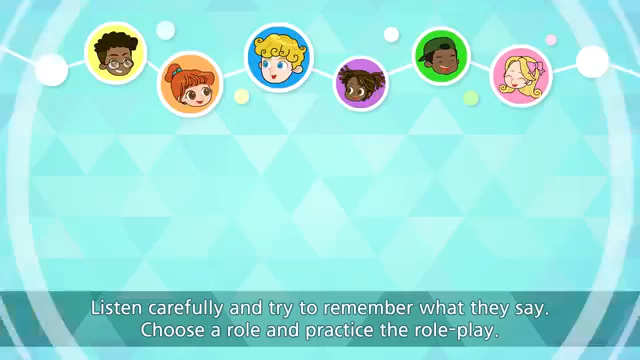 Listen carefully and try to remember what they say.
Choose a role and practice the role-play.